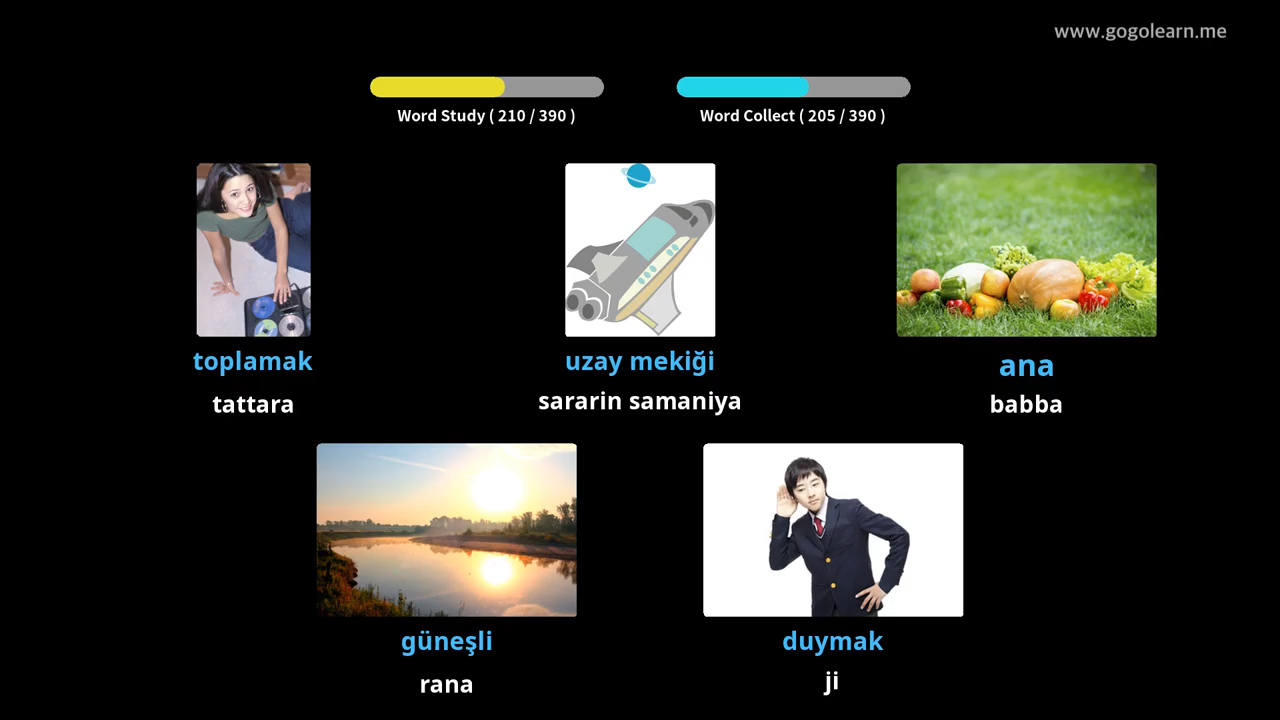 www.gogolearn.me
Word Study ( 210 / 390 )
Word Collect ( 205 / 390 )
toplamak
tattara
uzay mekiği
sararin samaniya
ana
babba
güneşli
rana
duymak
ji